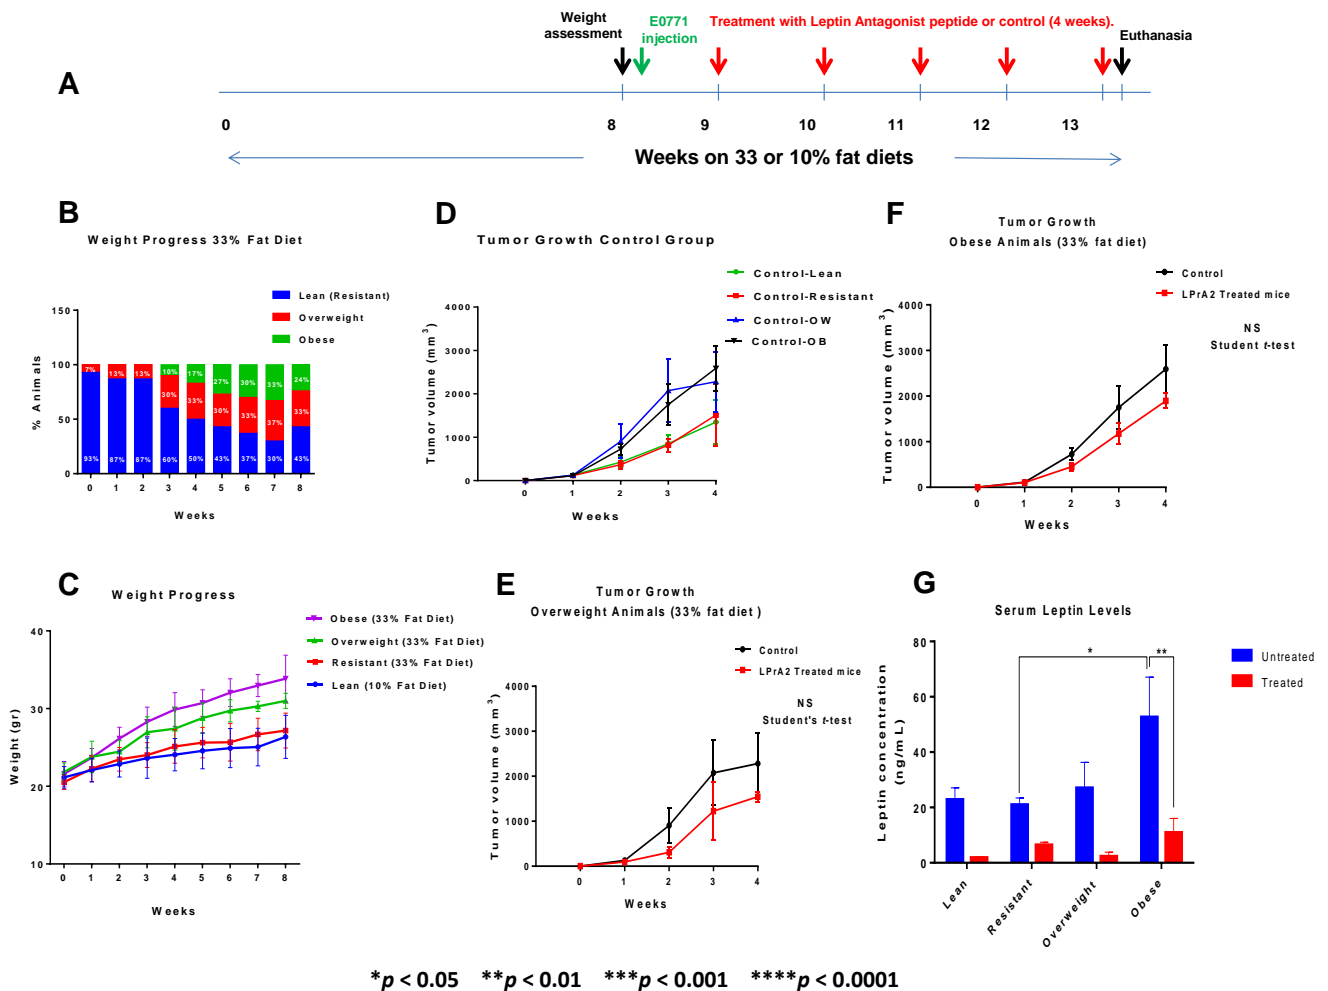 Weight
assessment
E0771
injection
Treatment with Leptin Antagonist peptide or control (4 weeks).
Euthanasia
A
0 8 9 10 11 12 13
Weeks on 33 or 10% fat diets
B
Weight Progress 33% Fat Diet
Lean (Resistant)
Overweight
Obese
% Animals
150
100
50
0
7% 13% 13% 10% 17% 27% 30% 33% 24%
30% 33% 30% 33% 37% 33%
93% 87% 87% 60% 50% 43% 37% 30% 43%
0 1 2 3 4 5 6 7 8
Weeks
D
Tumor Growth Control Group
Control-Lean
Control-Resistant
Control-OW
Control-OB
Tumor volume (mm3)
4000
3000
2000
1000
0
0 1 2 3 4
Weeks
F
Tumor Growth
Obese Animals (33% fat diet)
Control
LPrA2 Treated mice
NS
Student t-test
Tumor volume (mm3)
4000
3000
2000
1000
0
0 1 2 3 4
Weeks
C
Weight Progress
Obese (33% Fat Diet)
Overweight (33% Fat Diet)
Resistant (33% Fat Diet)
Lean (10% Fat Diet)
Weight (gr)
40
30
20
10
0 1 2 3 4 5 6 7 8
Weeks
E
Tumor Growth
Overweight Animals (33% fat diet )
Control
LPrA2 Treated mice
NS
Student's t-test
Tumor volume (mm3)
4000
3000
2000
1000
0
0 1 2 3 4
Weeks
G
Serum Leptin Levels
Untreated
Treated
* **
Leptin concentration
(ng/mL)
80
60
40
20
0
Lean Resistant Overweight Obese
*p < 0.05 **p < 0.01 ***p < 0.001 ****p < 0.0001